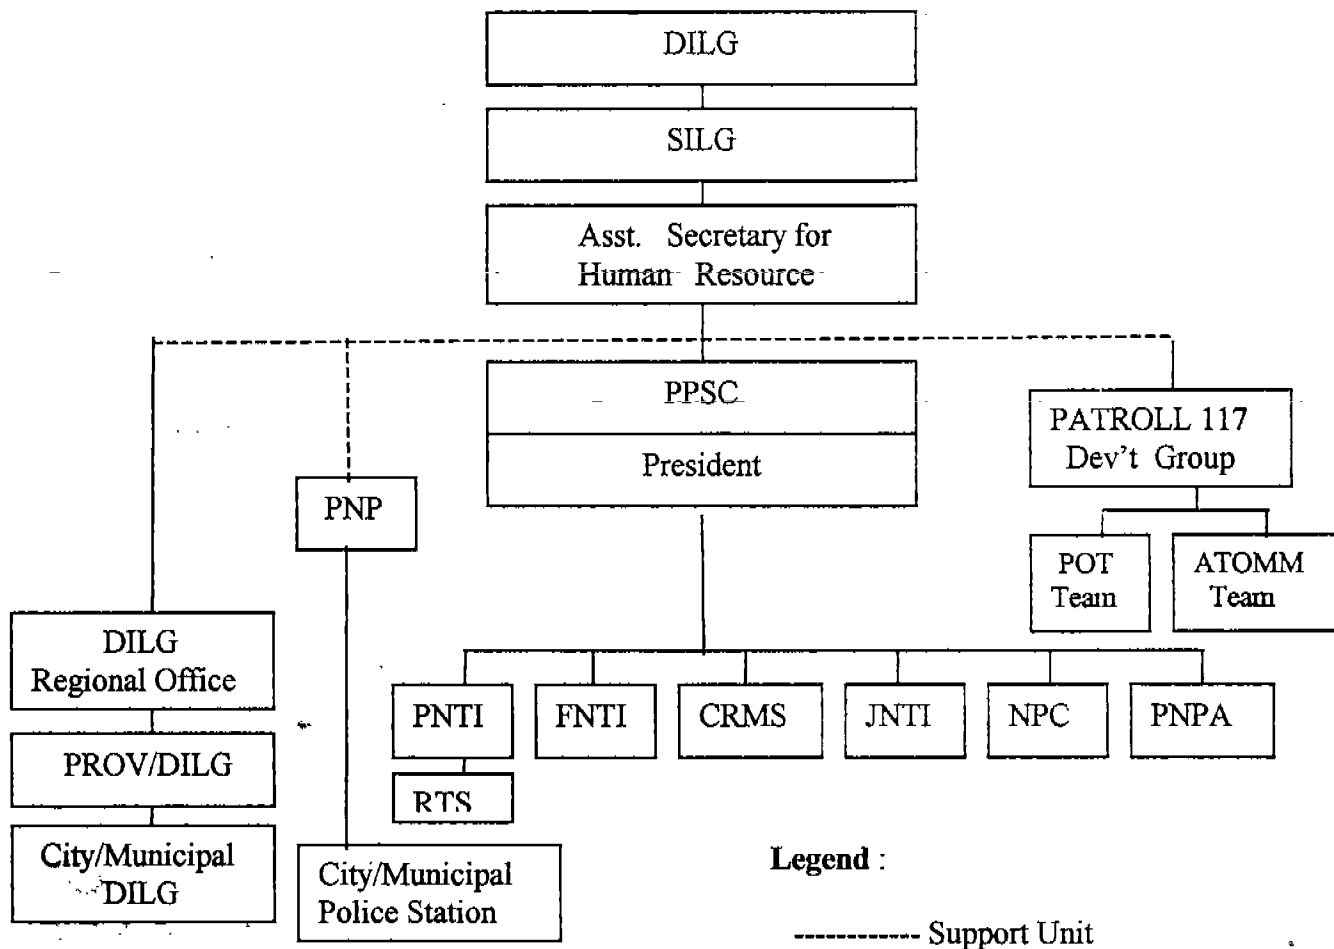 DILG
SILG
Asst. Secretary for
Human Resource
PPSC
President
PATROLL 117
Dev't Group
PNP
POT
Team
ATOMM
Team
DILG
Regional Office
PROV/DILG
City/Municipal
DILG
PNTI
FNTI
CRMS
JNTI
NPC
PNPA
RTS
City/Municipal
Police Station
Legend :
Support Unit